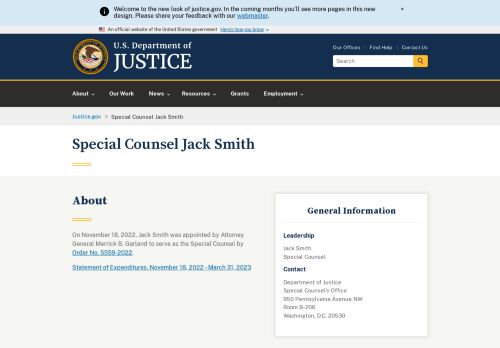 Welcome to the new look of justice.gov. In the coming months you'll see more pages in this new
design. Please share your feedback with our webmaster.
×
An official website of the United States government Here's how you know
U.S. Department of
JUSTICE
Our Offices | Find Help | Contact Us
Search
About Our Work News Resources Grants Employment
Justice.gov > Special Counsel Jack Smith
Special Counsel Jack Smith
About
On November 18, 2022, Jack Smith was appointed by Attorney
General Merrick B. Garland to serve as the Special Counsel by
Order No. 5559-2022.
Statement of Expenditures, November 18, 2022 - March 31, 2023
General Information
Leadership
Jack Smith
Special Counsel
Contact
Department of Justice
Special Counsel's Office
950 Pennsylvania Avenue NW
Room B-206
Washington, D.C. 20530